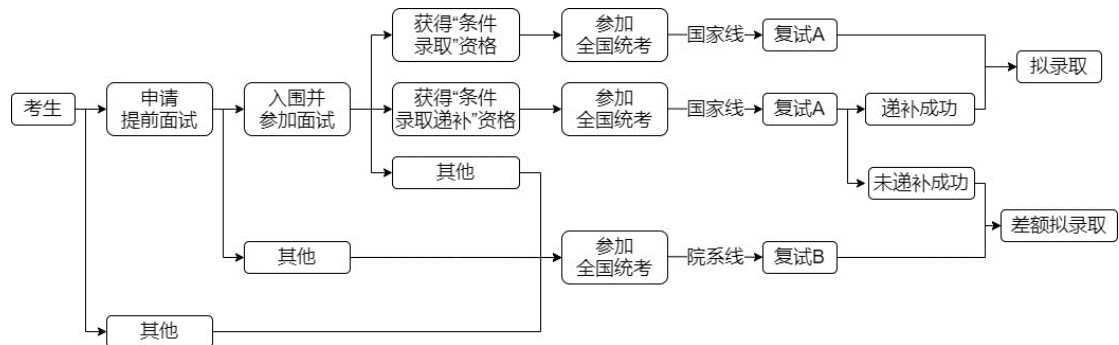 获得“条件
录取”资格
参加
全国统考
国家线
复试A
拟录取
考生
申请
提前面试
入围并
参加面试
获得“条件
录取递补”资格
参加
全国统考
国家线
复试A
递补成功
其他
未递补成功
差额拟录取
其他
参加
全国统考
院系线
复试B
其他